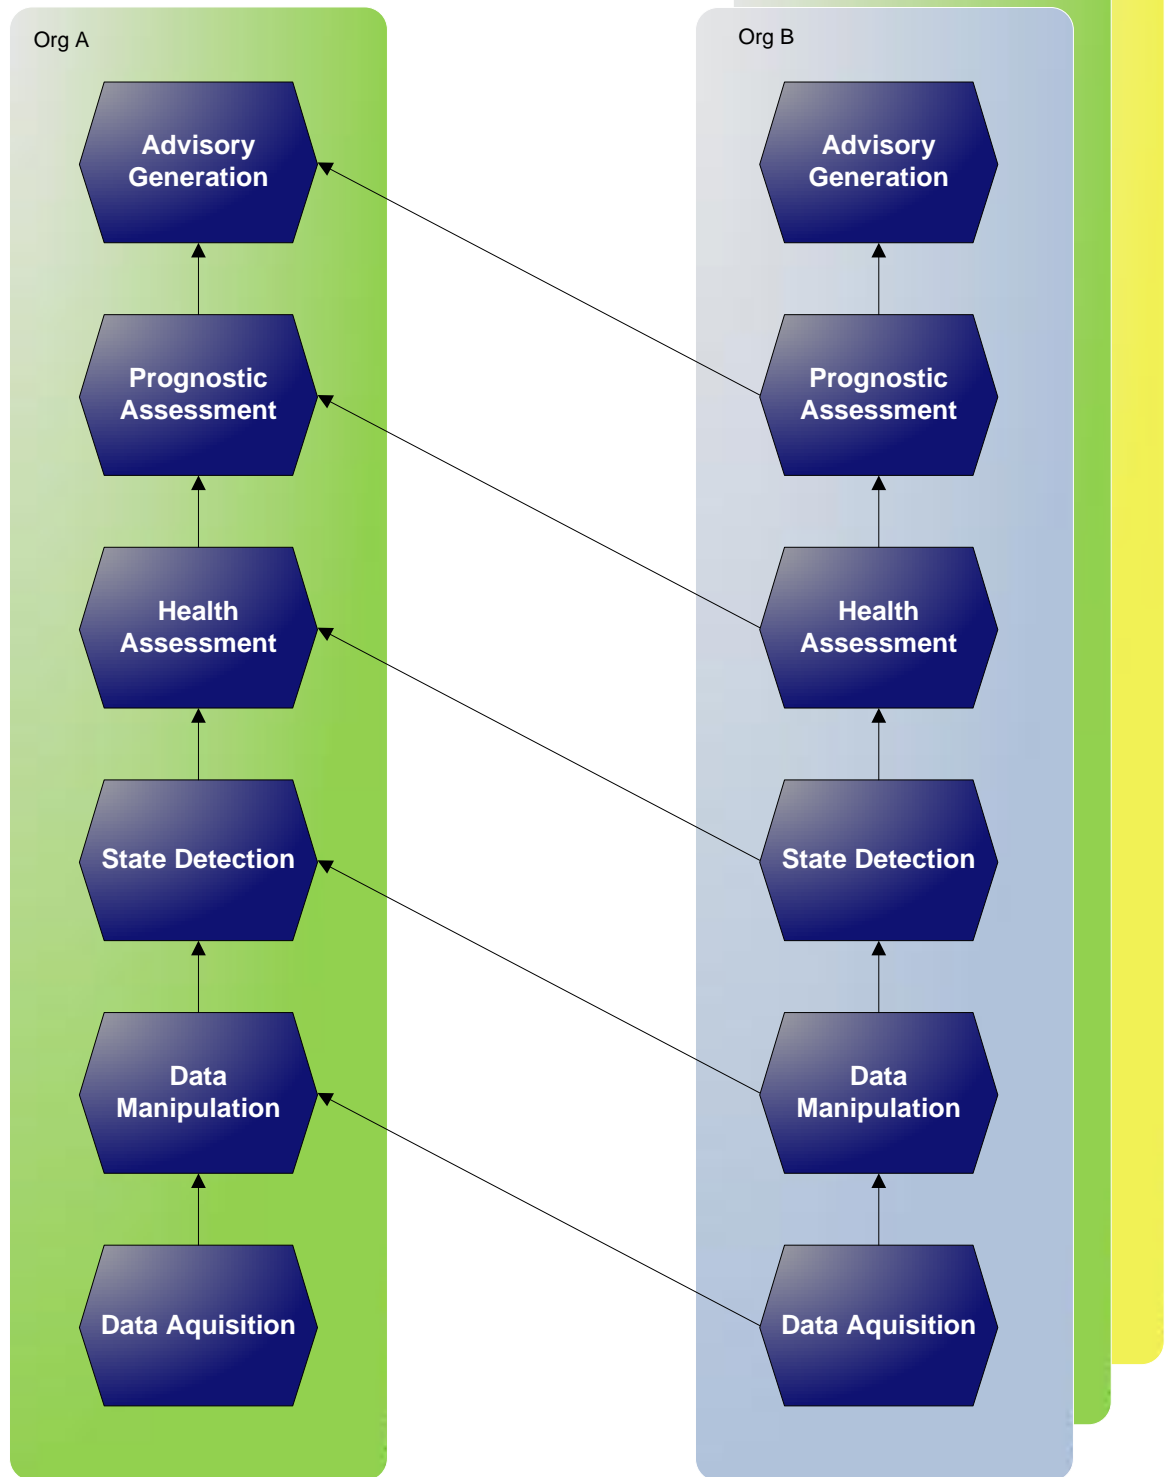 Org A
Advisory
Generation
Prognostic
Assessment
Health
Assessment
State Detection
Data
Manipulation
Data Aquisition
Org B
Advisory
Generation
Prognostic
Assessment
Health
Assessment
State Detection
Data
Manipulation
Data Aquisition